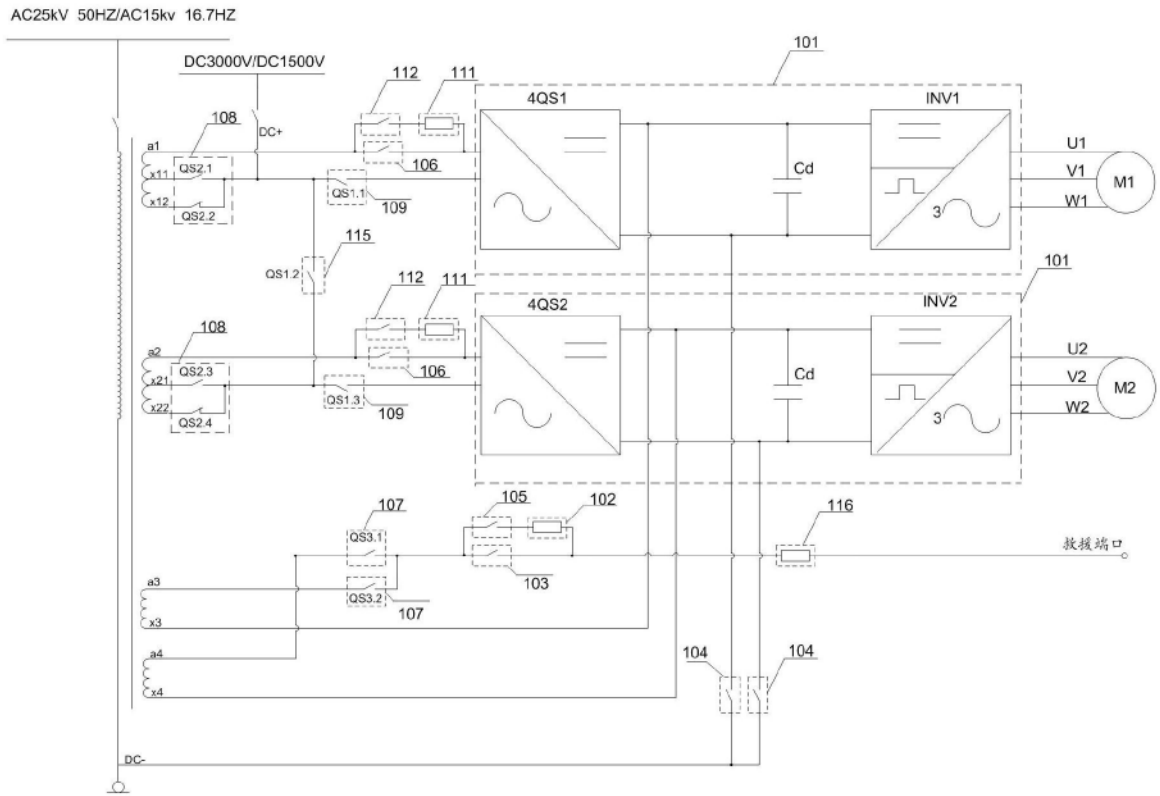 AC25kV 50HZ/AC15kv 16.7HZ
DC3000V/DC1500V
101
112
111
4QS1
INV1
108
DC+
a1
QS2.1
x11
x12
QS2.2
106
QS1.1
109
Cd
3
U1
V1
W1
M1
115
QS1.2
101
112
111
4QS2
INV2
108
a2
QS2.3
x21
x22
QS2.4
106
QS1.3
109
Cd
3
U2
V2
W2
M2
107
105
102
116
QS3.1
救援端口
103
a3
QS3.2
107
x3
a4
104
104
x4
DC-